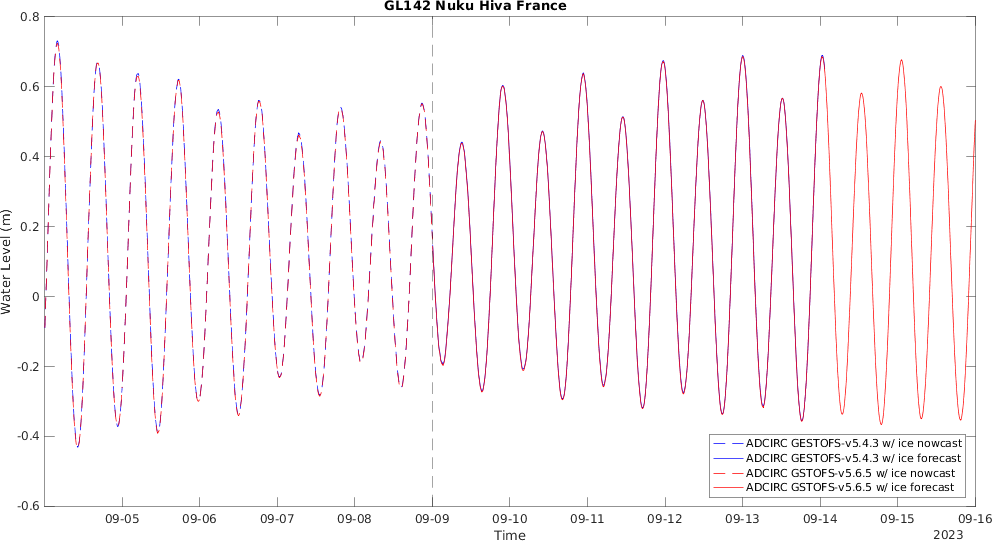 GL142 Nuku Hiva France
0.8
0.6
0.4
0.2
0
-0.2
-0.4
-0.6
Water Level (m)
ADCIRC GESTOFS-v5.4.3 w/ ice nowcast
ADCIRC GESTOFS-v5.4.3 w/ ice forecast
ADCIRC GSTOFS-v5.6.5 w/ ice nowcast
ADCIRC GSTOFS-v5.6.5 w/ ice forecast
09-05 09-06 09-07 09-08 09-09 09-10 09-11 09-12 09-13 09-14 09-15 09-16
Time
2023